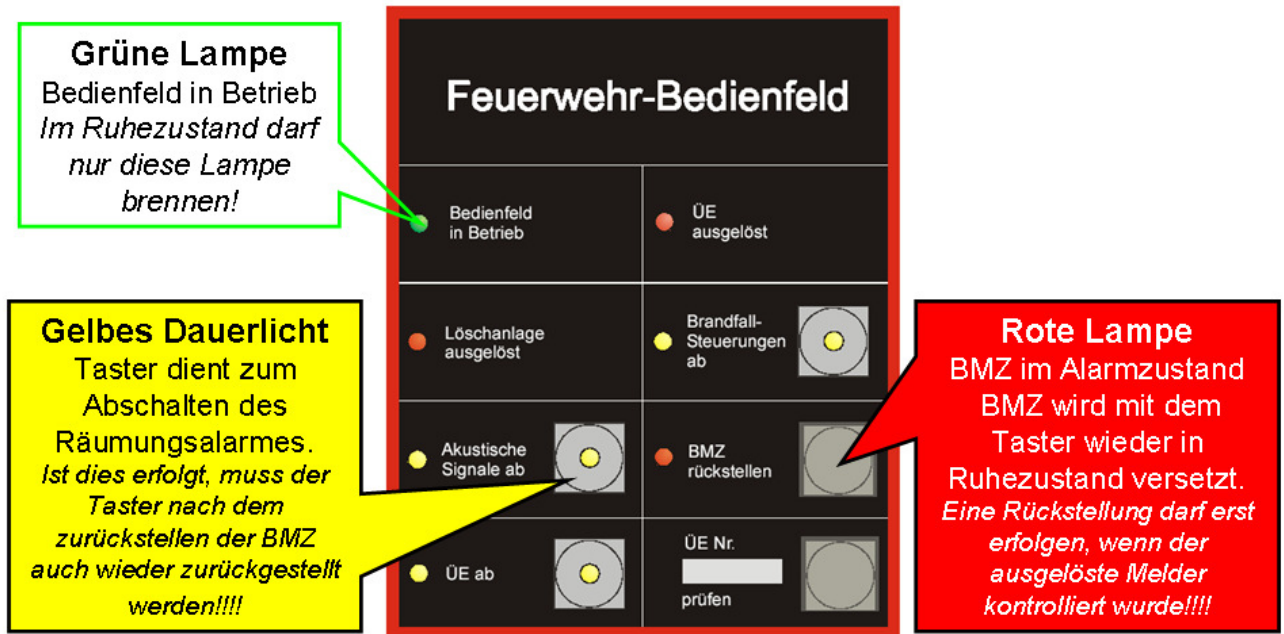 Grüne Lampe
Bedienfeld in Betrieb
Im Ruhezustand darf
nur diese Lampe
brennen!
Feuerwehr-Bedienfeld
Bedienfeld
in Betrieb
ÜE
ausgelöst
Löschanlage
ausgelöst
Brandfall-
Steuerungen
ab
Akustische
Signale ab
BMZ
rückstellen
ÜE ab
ÜE Nr.
prüfen
Gelbes Dauerlicht
Taster dient zum
Abschalten des
Räumungsalarmes.
Ist dies erfolgt, muss der
Taster nach dem
zurückstellen der BMZ
auch wieder zurückgestellt
werden!!!!
Rote Lampe
BMZ im Alarmzustand
BMZ wird mit dem
Taster wieder in
Ruhezustand versetzt.
Eine Rückstellung darf erst
erfolgen, wenn der
ausgelöste Melder
kontrolliert wurde!!!!